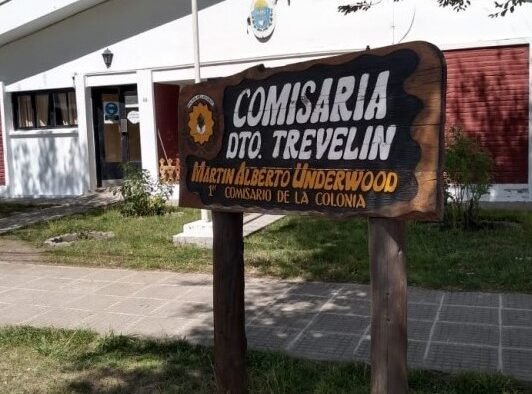 COMISARIA
DTO. TREVELIN
MARTIN ALBERTO UNDERWOOD
1° COMISARIO DE LA COLONIA